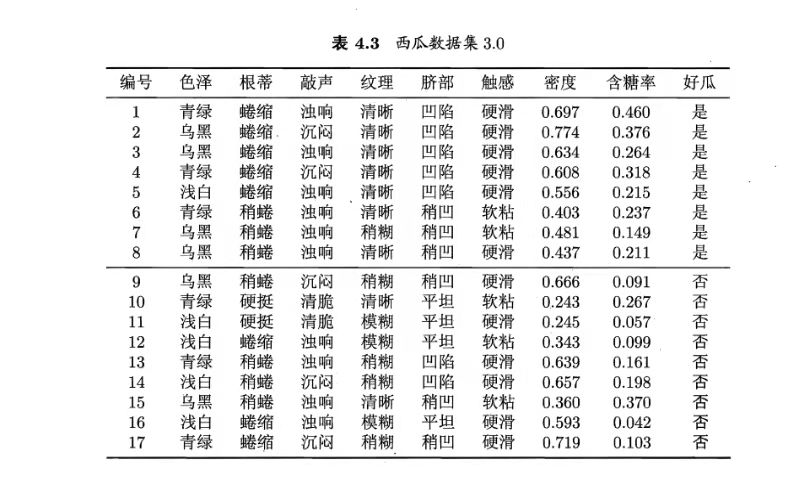 表 4.3 西瓜数据集 3.0
编号 色泽 根蒂 敲声 纹理 脐部 触感 密度 含糖率 好瓜
1 青绿 蜷缩 浊响 清晰 凹陷 硬滑 0.697 0.460 是
2 乌黑 蜷缩 沉闷 清晰 凹陷 硬滑 0.774 0.376 是
3 乌黑 蜷缩 浊响 清晰 凹陷 硬滑 0.634 0.264 是
4 青绿 蜷缩 沉闷 清晰 凹陷 硬滑 0.608 0.318 是
5 浅白 蜷缩 浊响 清晰 凹陷 硬滑 0.556 0.215 是
6 青绿 稍蜷 浊响 清晰 稍凹 软粘 0.403 0.237 是
7 乌黑 稍蜷 浊响 稍糊 稍凹 软粘 0.481 0.149 是
8 乌黑 稍蜷 浊响 清晰 稍凹 硬滑 0.437 0.211 是
9 乌黑 稍蜷 沉闷 稍糊 稍凹 硬滑 0.666 0.091 否
10 青绿 硬挺 清脆 清晰 平坦 软粘 0.243 0.267 否
11 浅白 硬挺 清脆 模糊 平坦 硬滑 0.245 0.057 否
12 浅白 蜷缩 浊响 模糊 平坦 软粘 0.343 0.099 否
13 青绿 稍蜷 浊响 稍糊 凹陷 硬滑 0.639 0.161 否
14 浅白 稍蜷 沉闷 稍糊 凹陷 硬滑 0.657 0.198 否
15 乌黑 稍蜷 浊响 清晰 稍凹 软粘 0.360 0.370 否
16 浅白 蜷缩 浊响 模糊 平坦 硬滑 0.593 0.042 否
17 青绿 蜷缩 沉闷 稍糊 稍凹 硬滑 0.719 0.103 否